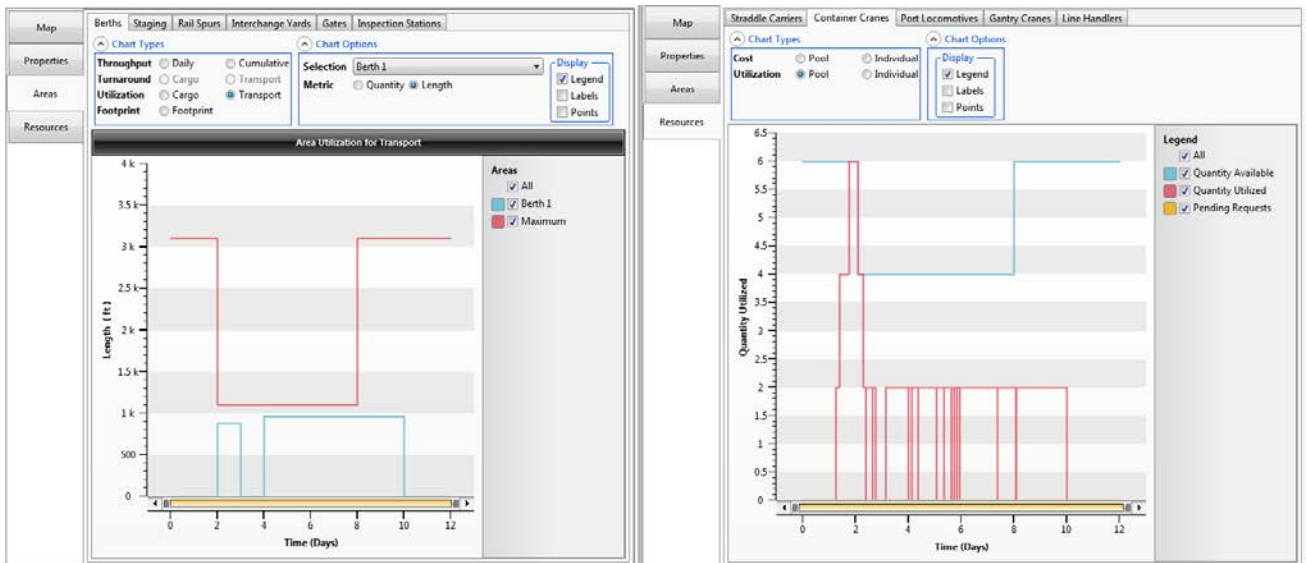 Map
Properties
Areas
Resources
Berths Staging Rail Spurs Interchange Yards Gates Inspection Stations
Chart Types
Throughput Daily Cumulative
Turnaround Cargo Transport
Utilization Cargo Transport
Footprint Footprint
Chart Options
Selection Berth 1
Metric Quantity Length
Display
Legend
Labels
Points
Area Utilization for Transport
4 k
3.5 k
3 k
2.5 k
2 k
1.5 k
1 k
500
0
Length (ft)
0 2 4 6 8 10 12
Time (Days)
Areas
All
Berth 1
Maximum
Map
Properties
Areas
Resources
Straddle Carriers Container Cranes Port Locomotives Gantry Cranes Line Handlers
Chart Types
Cost Pool Individual
Utilization Pool Individual
Chart Options
Display
Legend
Labels
Points
6.5
6
5.5
5
4.5
4
3.5
3
2.5
2
1.5
1
0.5
0
Quantity Utilized
0 2 4 6 8 10 12
Time (Days)
Legend
All
Quantity Available
Quantity Utilized
Pending Requests